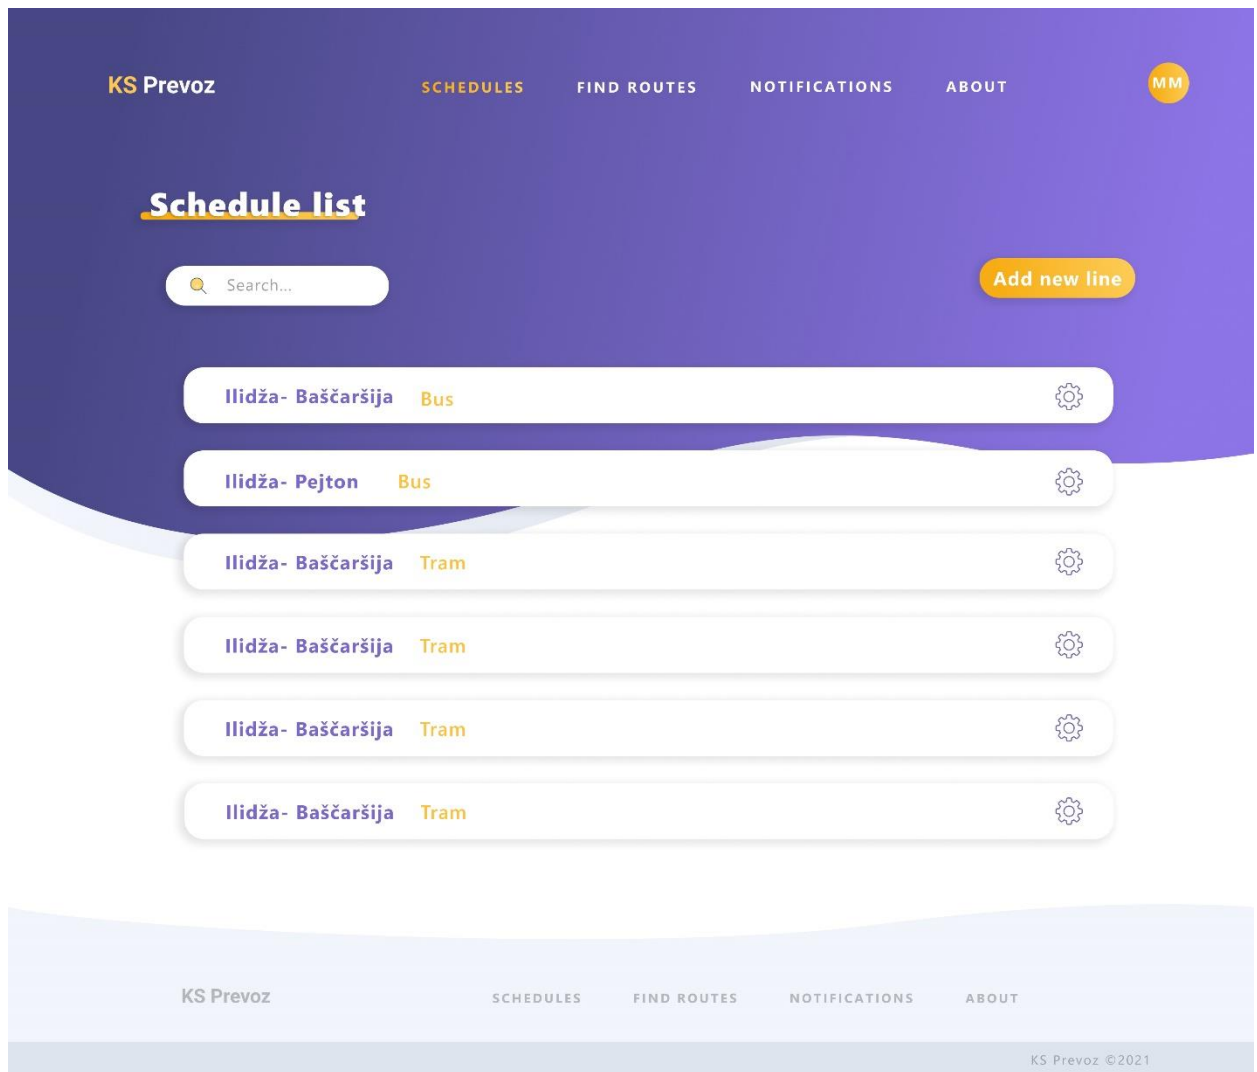 KS Prevoz SCHEDULES FIND ROUTES NOTIFICATIONS ABOUT MM
Schedule list
Search... Add new line
Ilidža- Baščaršija Bus
Ilidža- Pejton Bus
Ilidža- Baščaršija Tram
Ilidža- Baščaršija Tram
Ilidža- Baščaršija Tram
Ilidža- Baščaršija Tram
KS Prevoz SCHEDULES FIND ROUTES NOTIFICATIONS ABOUT
KS Prevoz ©2021